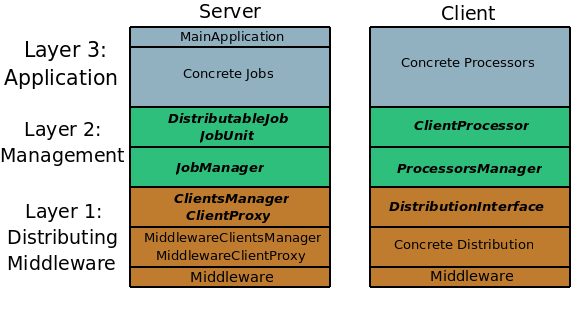 Server
Client
Layer 3:
Application
MainApplication
Concrete Jobs
Concrete Processors
Layer 2:
Management
DistributableJob
JobUnit
ClientProcessor
JobManager
ProcessorsManager
Layer 1:
Distributing
Middleware
ClientsManager
ClientProxy
DistributionInterface
MiddlewareClientsManager
MiddlewareClientProxy
Concrete Distribution
Middleware
Middleware